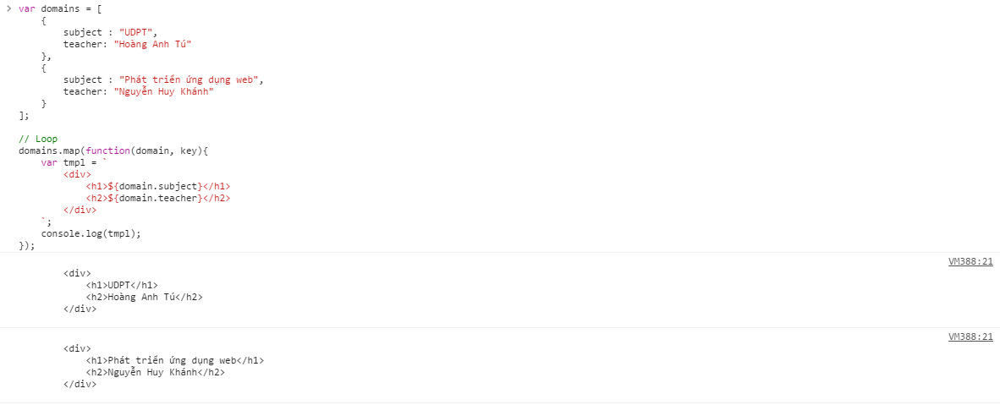 > var domains = [
    {
        subject : "UDPT",
        teacher: "Hoàng Anh Tú"
    },
    {
        subject : "Phát triển ứng dụng web",
        teacher: "Nguyễn Huy Khánh"
    }
];

// Loop
domains.map(function(domain, key){
    var tmpl = `
        <div>
            <h1>${domain.subject}</h1>
            <h2>${domain.teacher}</h2>
        </div>
    `;
    console.log(tmpl);
});
VM388:21
        <div>
            <h1>UDPT</h1>
            <h2>Hoàng Anh Tú</h2>
        </div>
VM388:21
        <div>
            <h1>Phát triển ứng dụng web</h1>
            <h2>Nguyễn Huy Khánh</h2>
        </div>